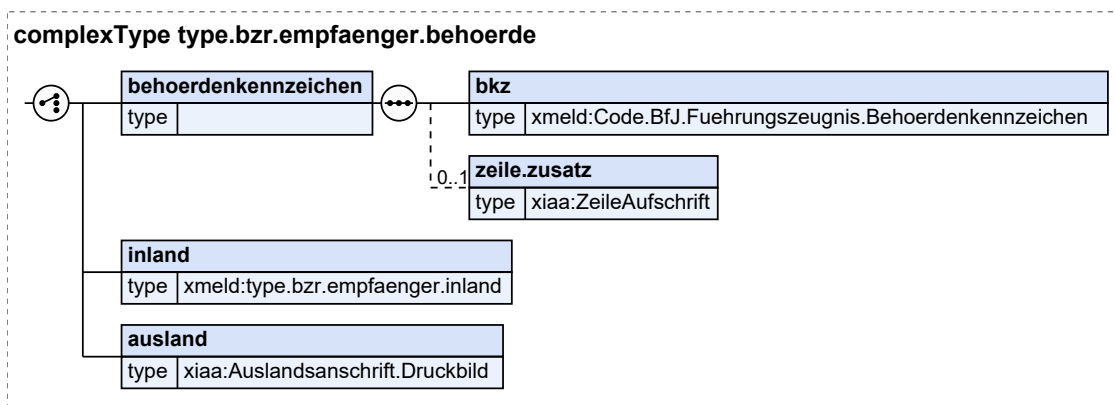 complexType type.bzr.empfaenger.behoerde
behoerdenkennzeichen
type
bkz
type xmeld:Code.BfJ.Fuehrungszeugnis.Behoerdenkennzeichen
0..1
zeile.zusatz
type xiaa:ZeileAufschrift
inland
type xmeld:type.bzr.empfaenger.inland
ausland
type xiaa:Auslandsanschrift.Druckbild